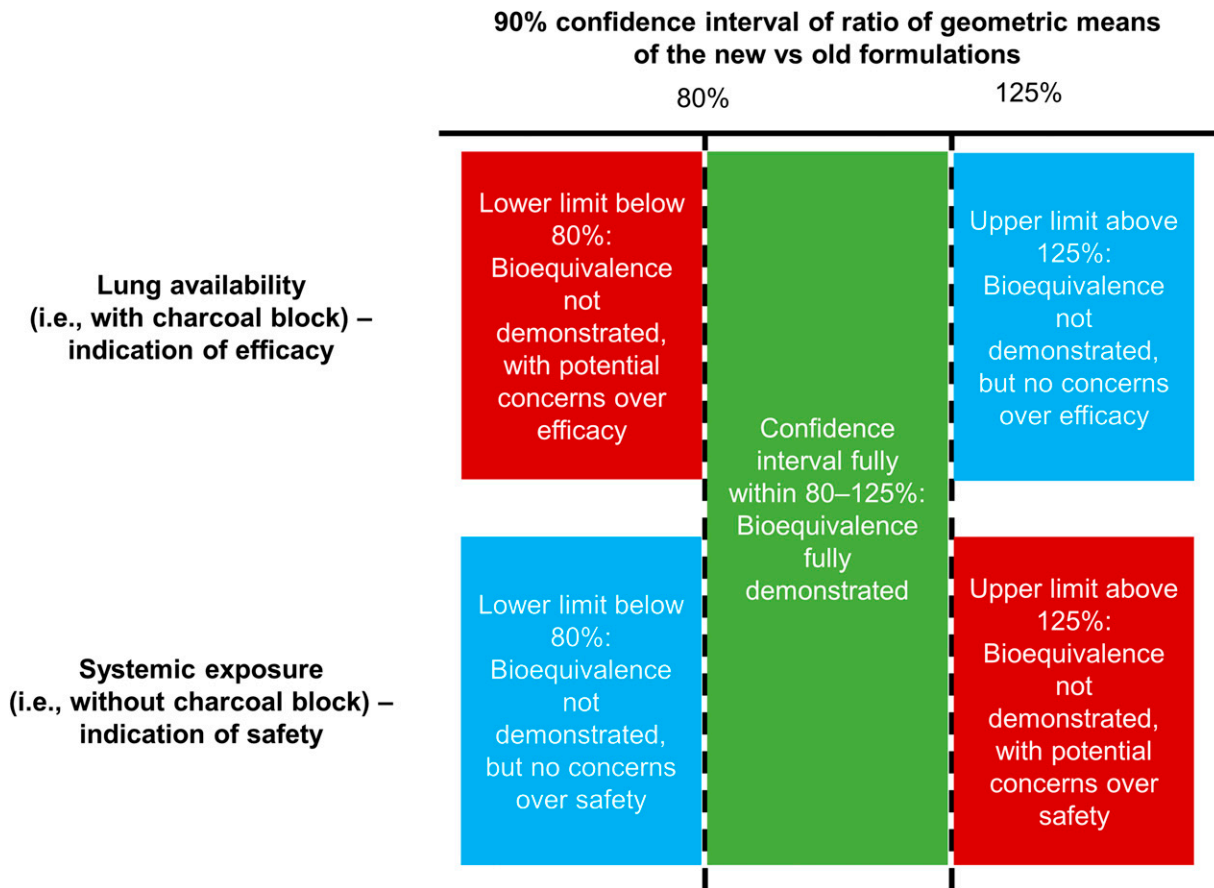 90% confidence interval of ratio of geometric means
of the new vs old formulations
80%
125%
Lung availability
(i.e., with charcoal block) –
indication of efficacy
Lower limit below
80%:
Bioequivalence
not
demonstrated,
with potential
concerns over
efficacy
Upper limit above
125%:
Bioequivalence
not
demonstrated,
but no concerns
over efficacy
Confidence
interval fully
within 80–125%:
Bioequivalence
fully
demonstrated
Systemic exposure
(i.e., without charcoal block) –
indication of safety
Lower limit below
80%:
Bioequivalence
not
demonstrated,
but no concerns
over safety
Upper limit above
125%:
Bioequivalence
not
demonstrated,
with potential
concerns over
safety